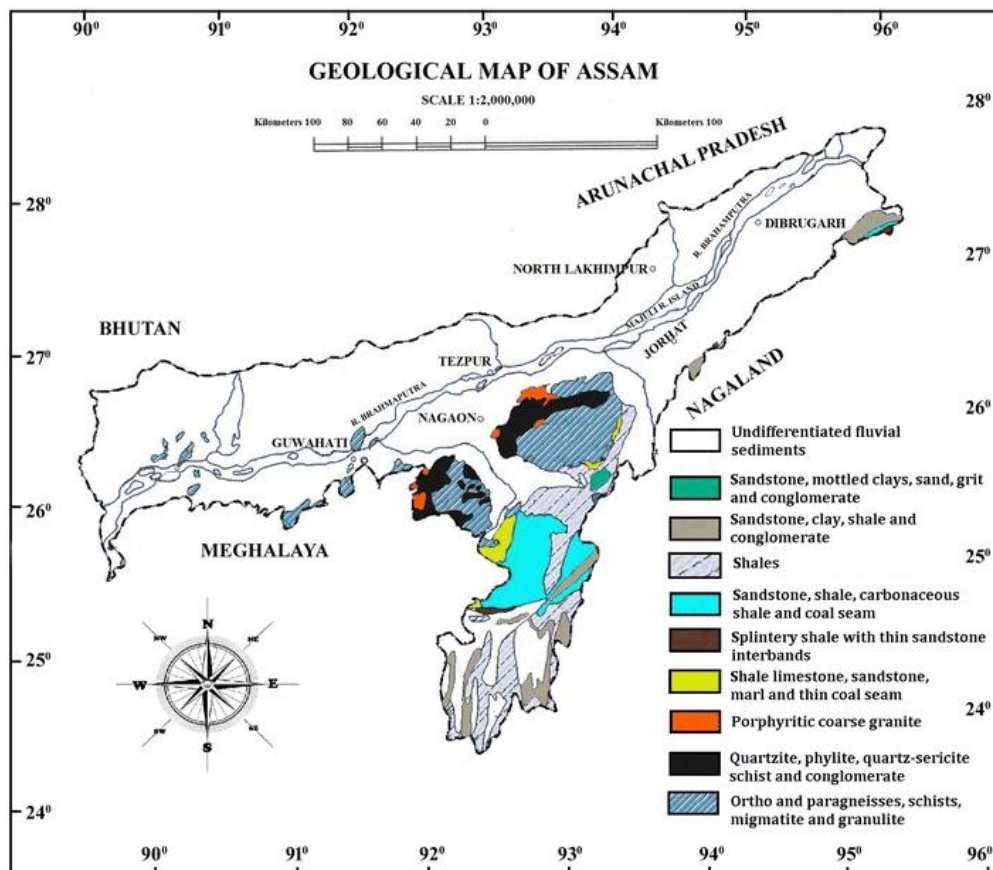 90⁰ 91⁰ 92⁰ 93⁰ 94⁰ 95⁰ 96⁰
GEOLOGICAL MAP OF ASSAM
SCALE 1:2,000,000
Kilometers 100 80 60 40 20 0 Kilometers 100
28⁰
ARUNACHAL PRADESH
28⁰
R. BRAHAMPUTRA
DIBRUGARH
27⁰
NORTH LAKHIMPUR
MAJULI R. ISLAND
BHUTAN
JORHAT
27⁰
TEZPUR
NAGALAND
R. BRAHMAPUTRA
NAGAON
26⁰
GUWAHATI
Undifferentiated fluvial
sediments
Sandstone, mottled clays, sand, grit
and conglomerate
26⁰
Sandstone, clay, shale and
conglomerate
MEGHALAYA
25⁰
Shales
Sandstone, shale, carbonaceous
shale and coal seam
Splintery shale with thin sandstone
interbands
25⁰
Shale limestone, sandstone,
marl and thin coal seam
24⁰
Porphyritic coarse granite
Quartzite, phylite, quartz-sericite
schist and conglomerate
Ortho and paragneisses, schists,
migmatite and granulite
N
NW NE
W E
SW SE
S
24⁰
90⁰ 91⁰ 92⁰ 93⁰ 94⁰ 95⁰ 96⁰